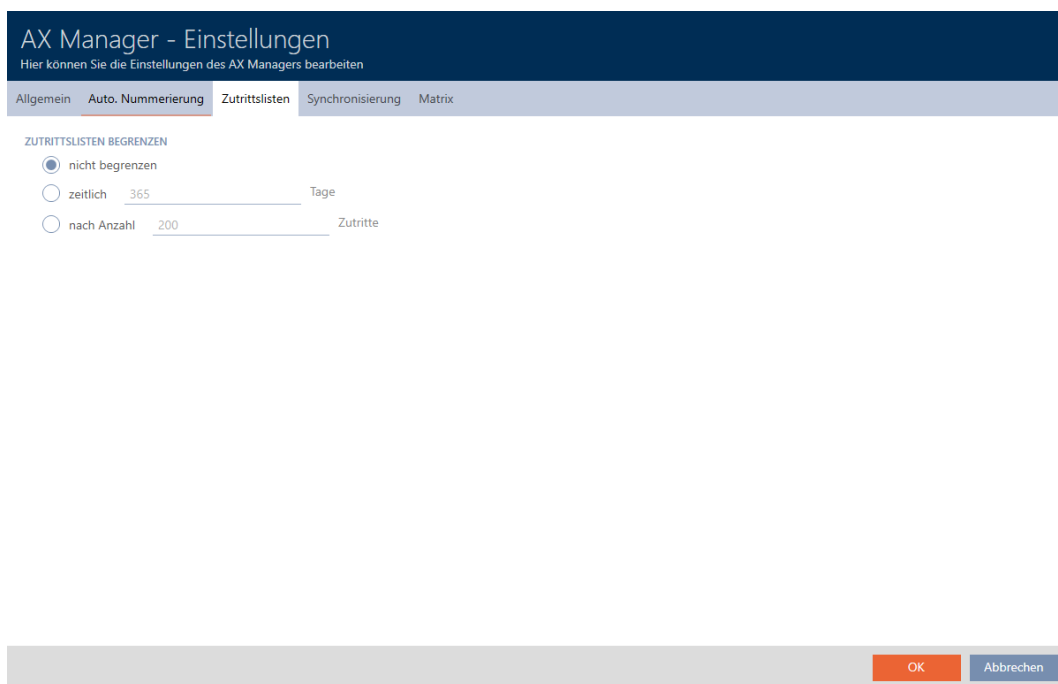 AX Manager - Einstellungen
Hier können Sie die Einstellungen des AX Managers bearbeiten
Allgemein Auto. Nummerierung Zutrittslisten Synchronisierung Matrix
ZUTRITTSLISTEN BEGRENZEN
nicht begrenzen
zeitlich 365 Tage
nach Anzahl 200 Zutritte
OK Abbrechen